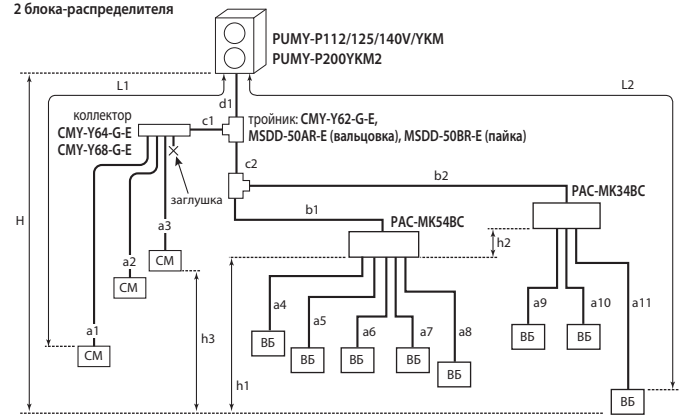 2 блока-распределителя
PUMY-P112/125/140V/YKM
PUMY-P200YKM2
L1
L2
d1
коллектор
CMY-Y64-G-E
CMY-Y68-G-E
c1
тройник: CMY-Y62-G-E,
MSDD-50AR-E (вальцовка), MSDD-50BR-E (пайка)
c2
заглушка
b2
PAC-MK34BC
H
b1
PAC-MK54BC
h2
a3
a2
CM
CM
a1
CM
h3
a4
a5
a6
a7
a8
a9
a10
a11
ВБ
ВБ
ВБ
ВБ
ВБ
ВБ
ВБ
ВБ
h1